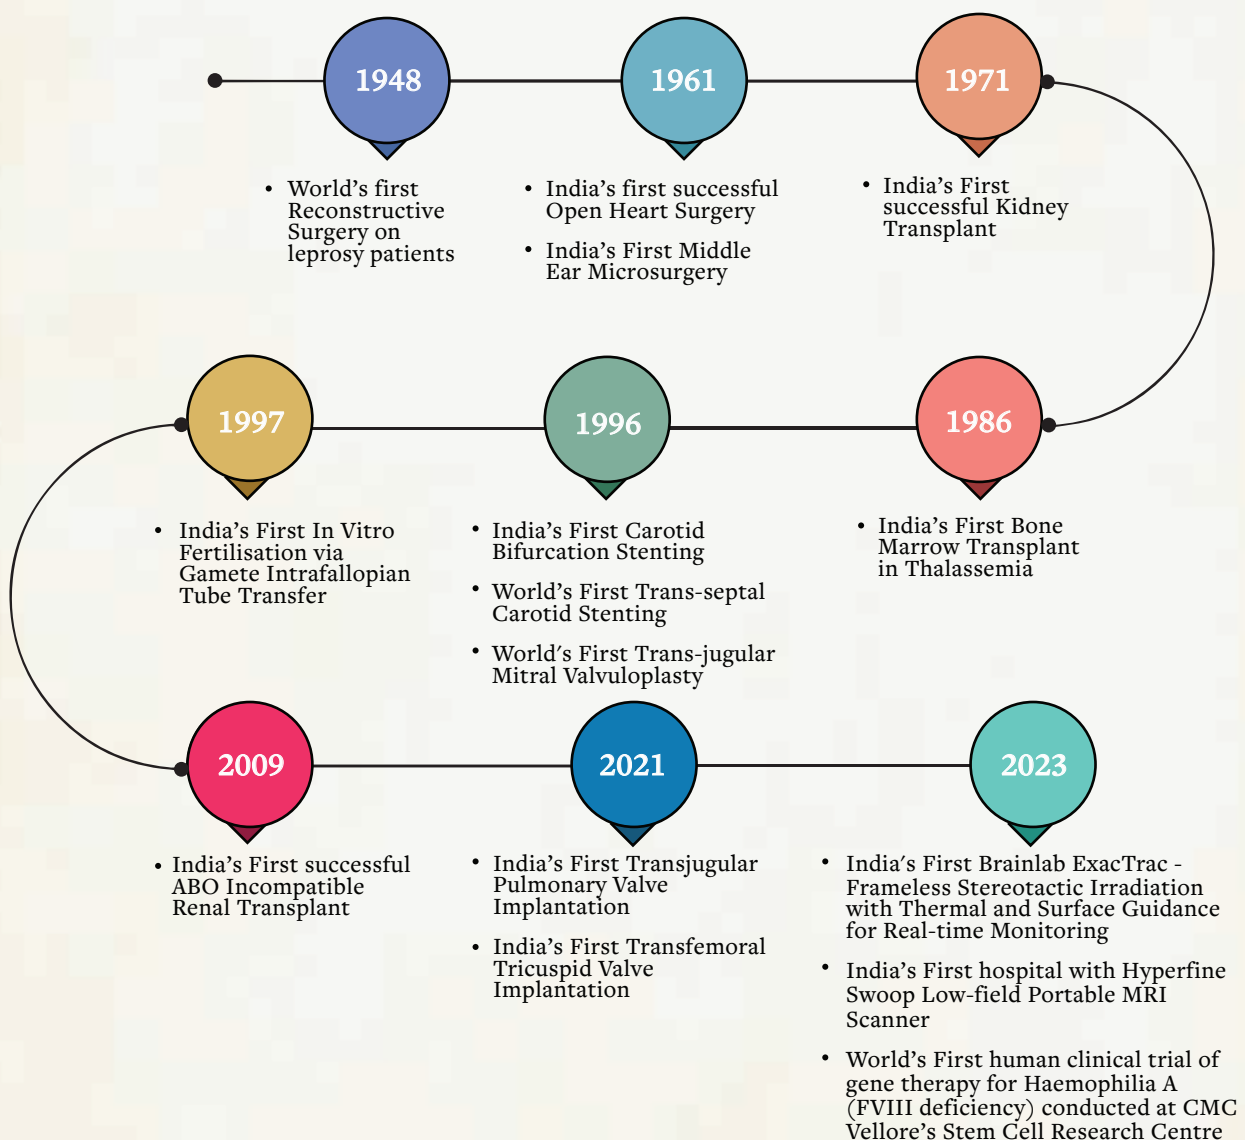 1948
World’s first
Reconstructive
Surgery on
leprosy patients
1961
India’s first successful
Open Heart Surgery
India’s First Middle
Ear Microsurgery
1971
India’s First
successful Kidney
Transplant
1986
India’s First Bone
Marrow Transplant
in Thalassemia
1996
India’s First Carotid
Bifurcation Stenting
World’s First Trans-septal
Carotid Stenting
World's First Trans-jugular
Mitral Valvuloplasty
1997
India’s First In Vitro
Fertilisation via
Gamete Intrafallopian
Tube Transfer
2009
India’s First successful
ABO Incompatible
Renal Transplant
2021
India’s First Transjugular
Pulmonary Valve
Implantation
India’s First Transfemoral
Tricuspid Valve
Implantation
2023
India's First Brainlab ExacTrac -
Frameless Stereotactic Irradiation
with Thermal and Surface Guidance
for Real-time Monitoring
India’s First hospital with Hyperfine
Swoop Low-field Portable MRI
Scanner
World’s First human clinical trial of
gene therapy for Haemophilia A
(FVIII deficiency) conducted at CMC
Vellore’s Stem Cell Research Centre